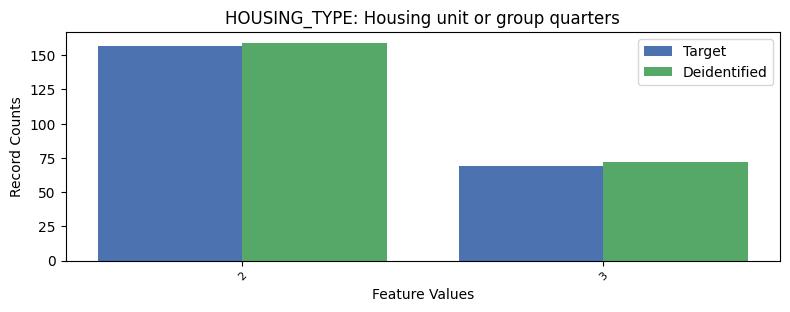 HOUSING_TYPE: Housing unit or group quarters
Record Counts
150
125
100
75
50
25
0
Target
Deidentified
2
3
Feature Values